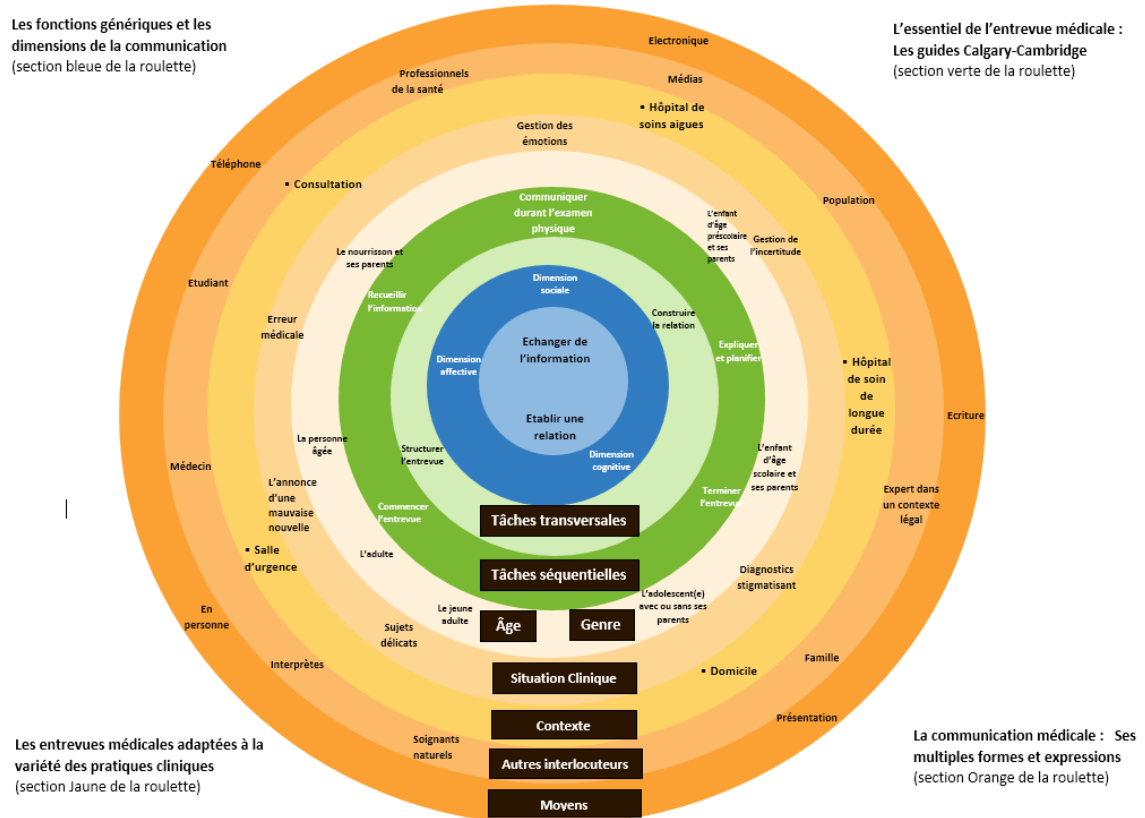 Les fonctions génériques et les
dimensions de la communication
(section bleue de la roulette)
L’essentiel de l’entrevue médicale :
Les guides Calgary-Cambridge
(section verte de la roulette)
Electronique
Médias
Professionnels
de la santé
▪ Hôpital de
soins aigues
Gestion des
émotions
Téléphone
▪ Consultation
Population
Communiquer
durant l’examen
physique
L’enfant
d’âge
préscolaire
et ses
parents
Gestion de
l’incertitude
Le nourrisson et
ses parents
Etudiant
Recueillir
l’information
Dimension
sociale
Construire
la relation
Erreur
médicale
Echanger de
l’information
Expliquer
et planifier
Dimension
affective
▪ Hôpital
de soin
de
longue
durée
Ecriture
Etablir une
relation
La personne
âgée
Structurer
l’entrevue
Dimension
cognitive
L’enfant
d’âge
scolaire et
ses parents
Médecin
L’annonce
d’une
mauvaise
nouvelle
Commencer
l’entrevue
Terminer
l’entrevue
Expert dans
un contexte
légal
Tâches transversales
▪ Salle
d’urgence
L’adulte
Tâches séquentielles
Diagnostics
stigmatisant
En
personne
Le jeune
adulte
Âge
Genre
L’adolescent(e)
avec ou sans ses
parents
Sujets
délicats
Interprètes
Situation Clinique
▪ Domicile
Famille
Contexte
Présentation
Soignants
naturels
Autres interlocuteurs
Moyens
Les entrevues médicales adaptées à la
variété des pratiques cliniques
(section Jaune de la roulette)
La communication médicale : Ses
multiples formes et expressions
(section Orange de la roulette)